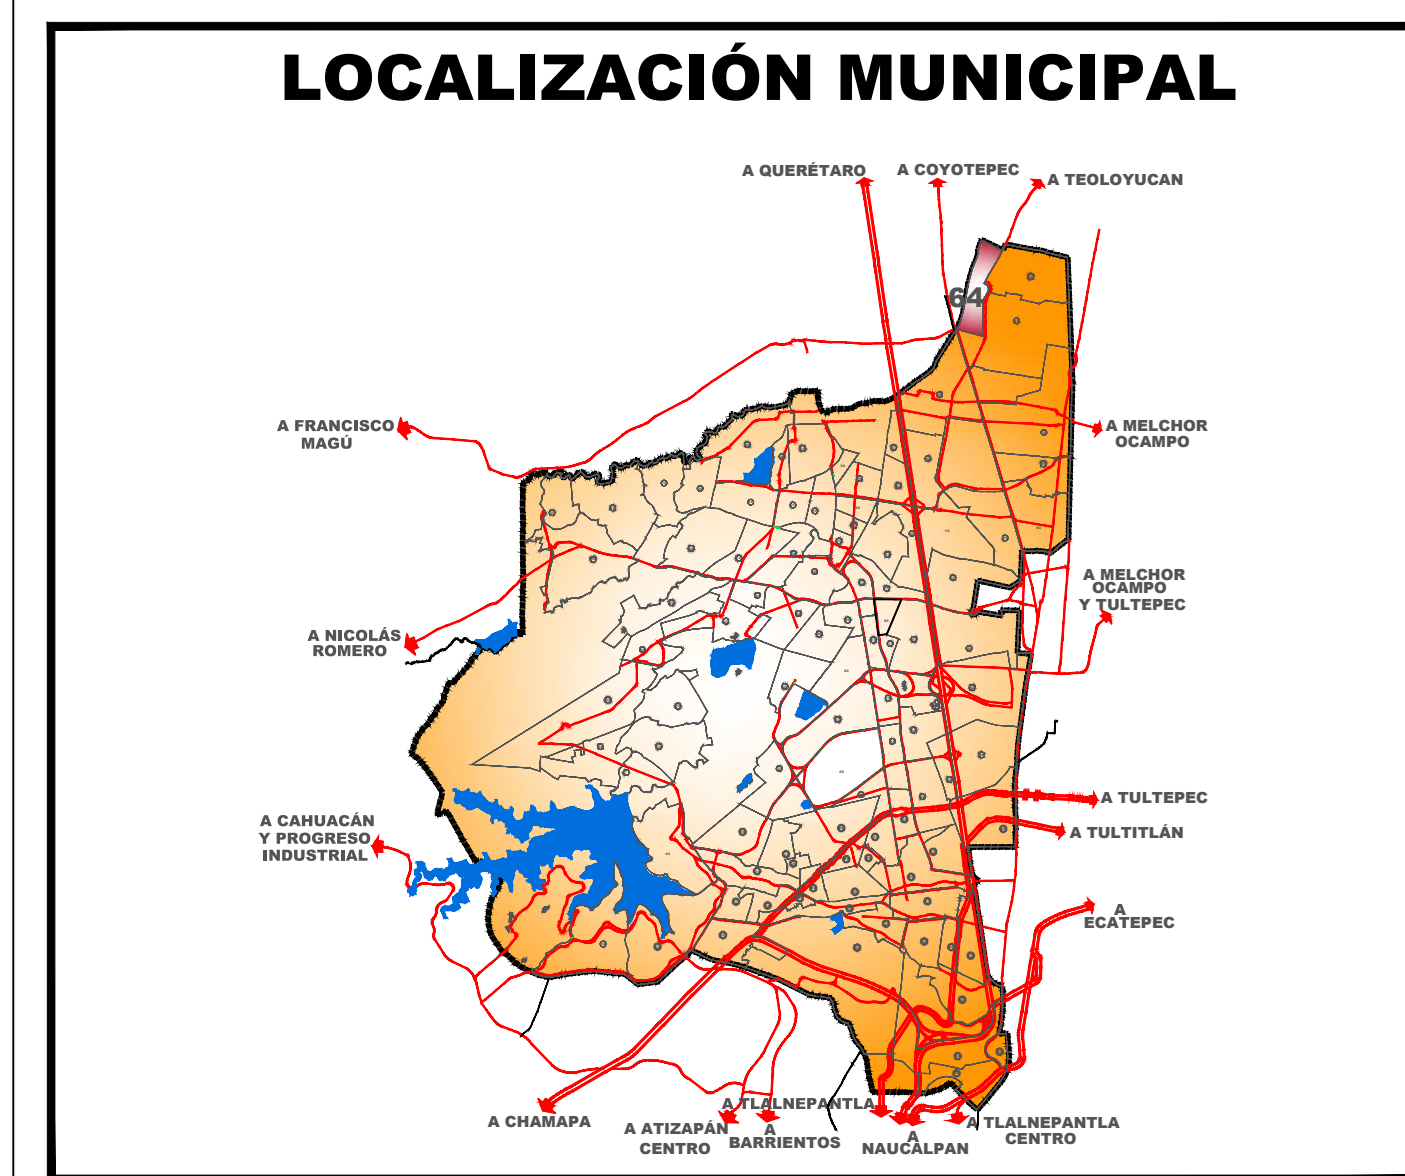 LOCALIZACIÓN MUNICIPAL
A QUERÉTARO
A COYOTEPEC
A TEOLOYUCAN
64
A FRANCISCO
MAGÚ
A MELCHOR
OCAMPO
A MELCHOR
OCAMPO
Y TULTEPEC
A NICOLÁS
ROMERO
A TULTEPEC
A CAHUACÁN
Y PROGRESO
INDUSTRIAL
A TULTITLÁN
A
ECATEPEC
A TLALNEPANTLA
A CHAMAPA
A ATIZAPÁN
CENTRO
A
BARRIENTOS
A
NAUCALPAN
A TLALNEPANTLA
CENTRO